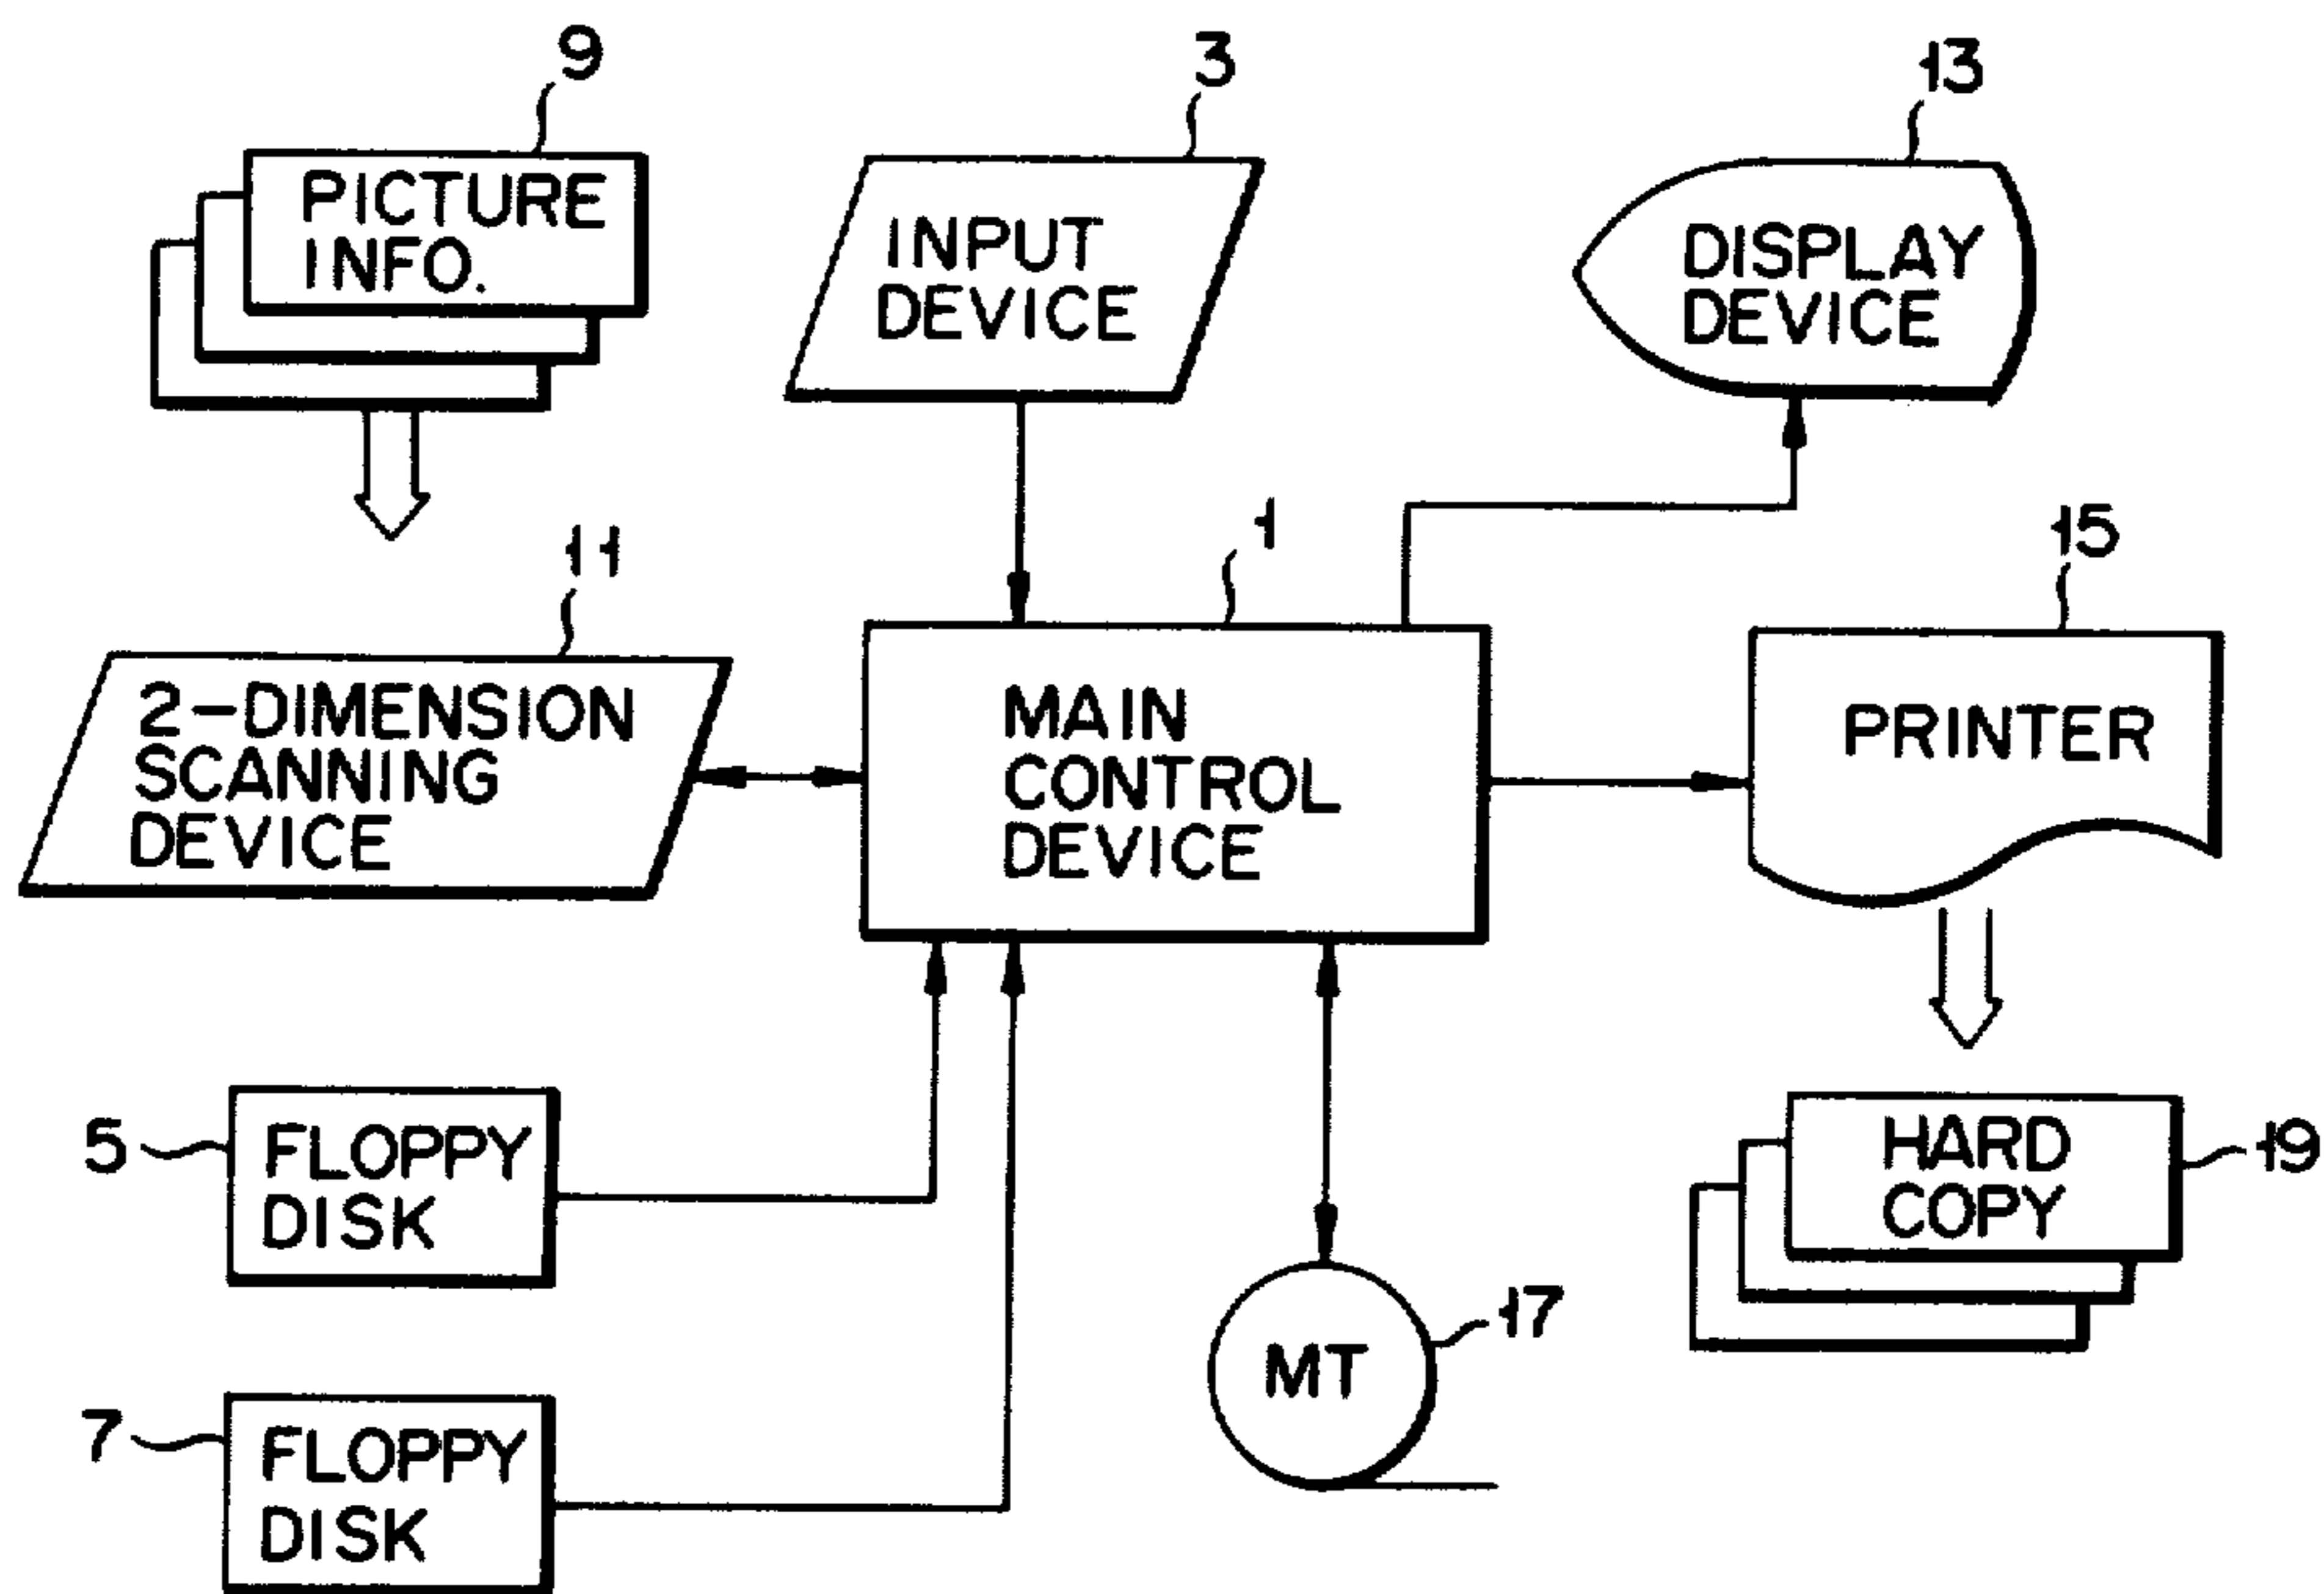 9
PICTURE
INFO.
3
INPUT
DEVICE
13
DISPLAY
DEVICE
11
2-DIMENSION
SCANNING
DEVICE
1
MAIN
CONTROL
DEVICE
15
PRINTER
5
FLOPPY
DISK
7
FLOPPY
DISK
17
MT
19
HARD
COPY